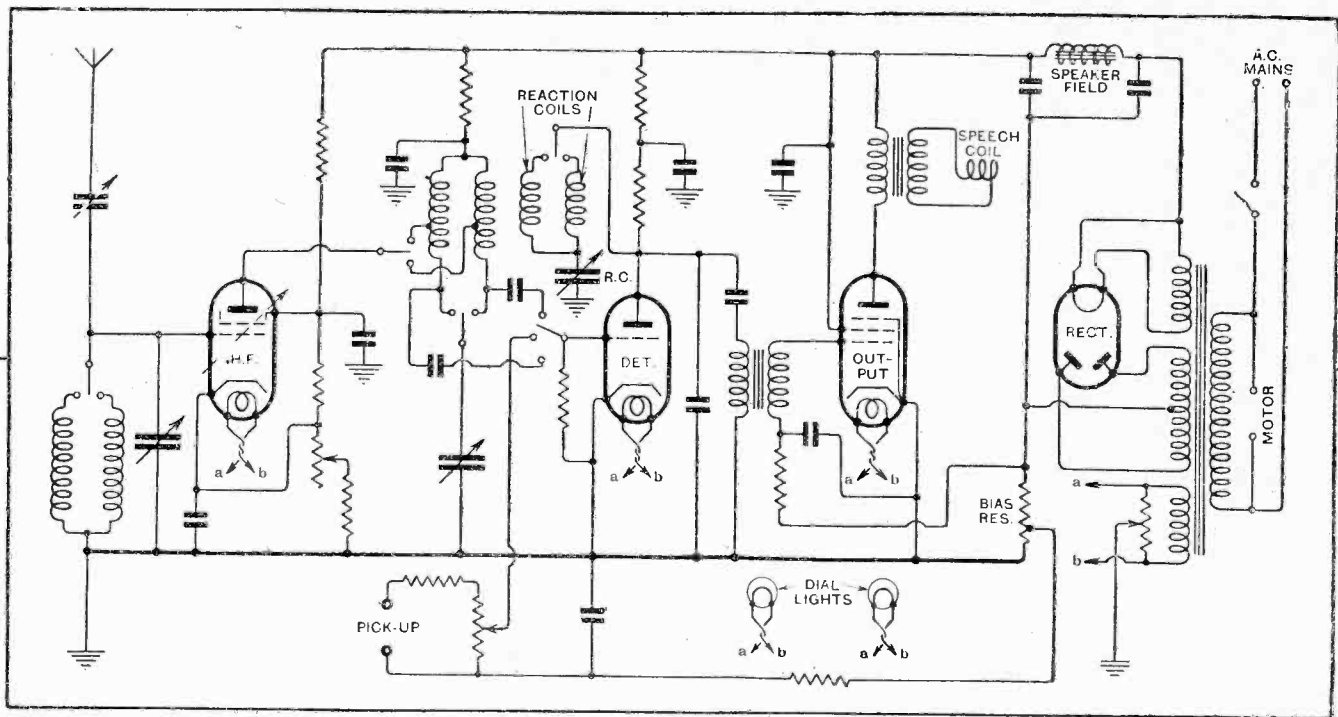 REACTION
COILS
SPEAKER
FIELD
A.C.
MAINS
SPEECH
COIL
R.C.
H.F.
DET.
OUT-
PUT
RECT.
MOTOR
a b
a b
a b
a
b
BIAS
RES.
PICK-UP
DIAL
LIGHTS
a b
a b